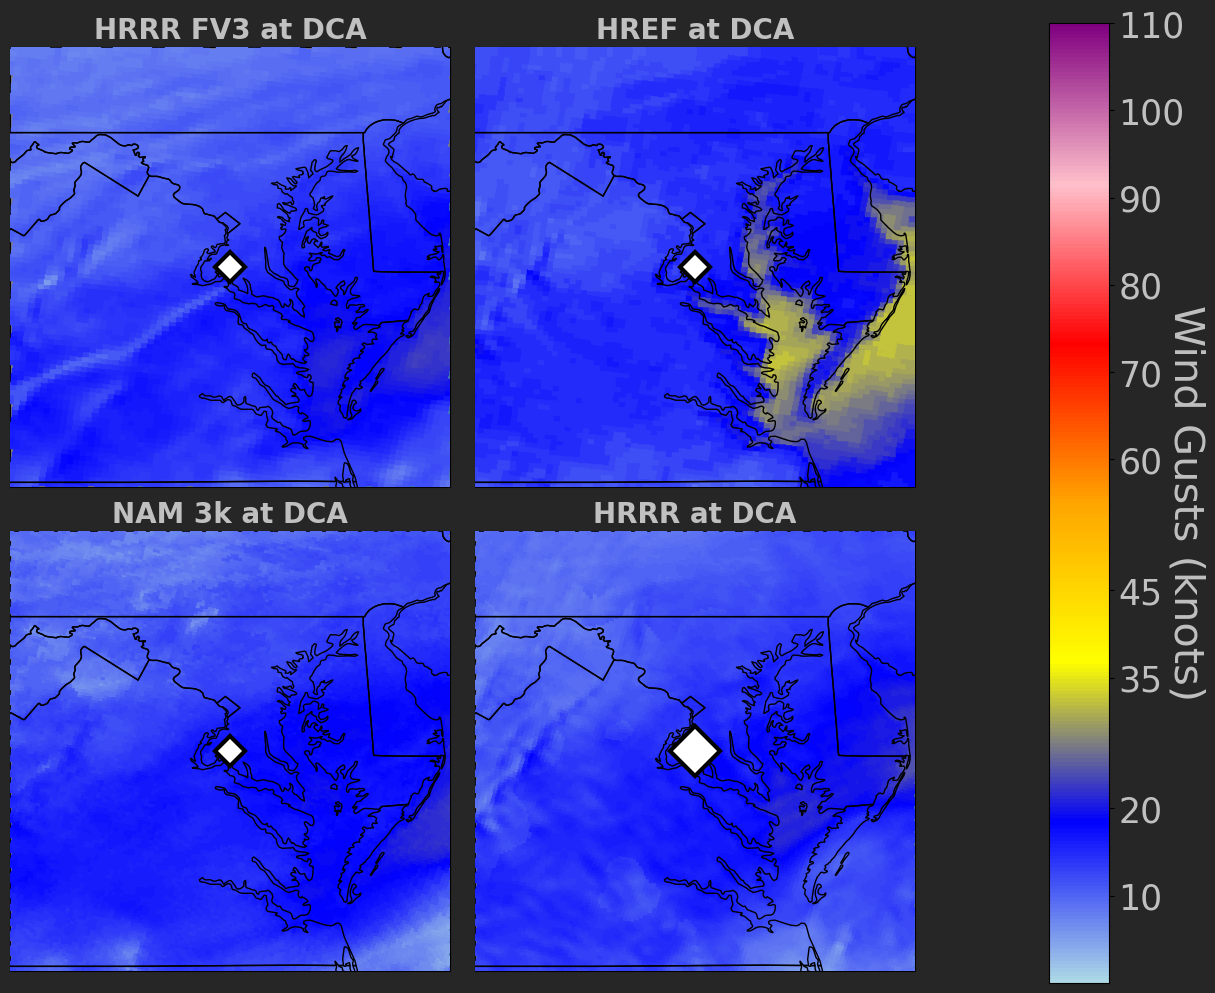 HRRR FV3 at DCA
HREF at DCA
NAM 3k at DCA
HRRR at DCA
110
100
90
80
70
60
45
35
20
10
Wind Gusts (knots)